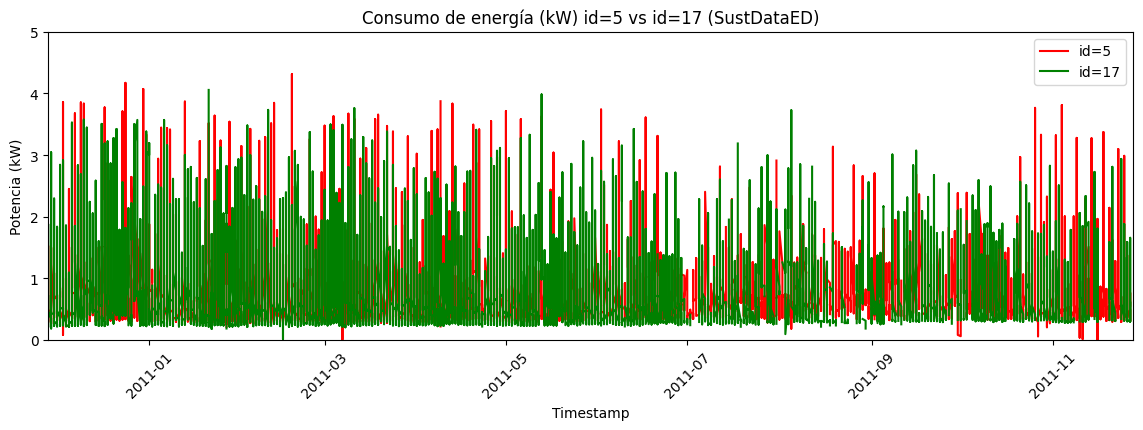 Consumo de energía (kW) id=5 vs id=17 (SustDataED)
id=5
id=17
Potencia (kW)
5
4
3
2
1
0
2011-01
2011-03
2011-05
2011-07
2011-09
2011-11
Timestamp